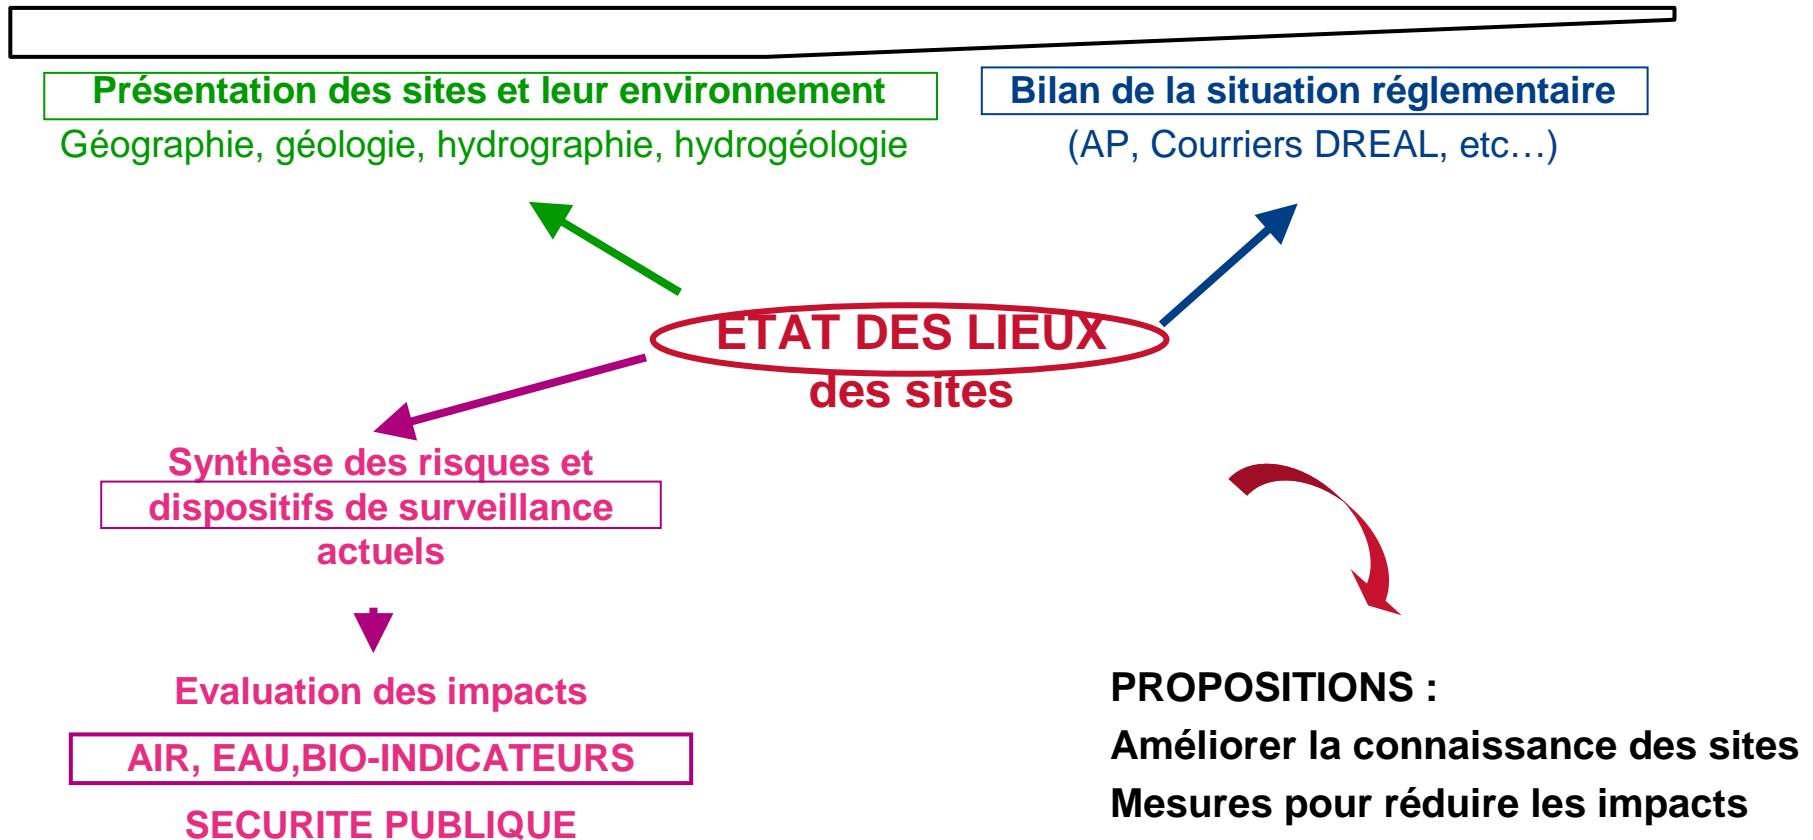 Présentation des sites et leur environnement
Géographie, géologie, hydrographie, hydrogéologie
Bilan de la situation réglementaire
(AP, Courriers DREAL, etc…)
ETAT DES LIEUX
des sites
Synthèse des risques et
dispositifs de surveillance
actuels
Evaluation des impacts
AIR, EAU,BIO-INDICATEURS
SECURITE PUBLIQUE
PROPOSITIONS :
Améliorer la connaissance des sites
Mesures pour réduire les impacts